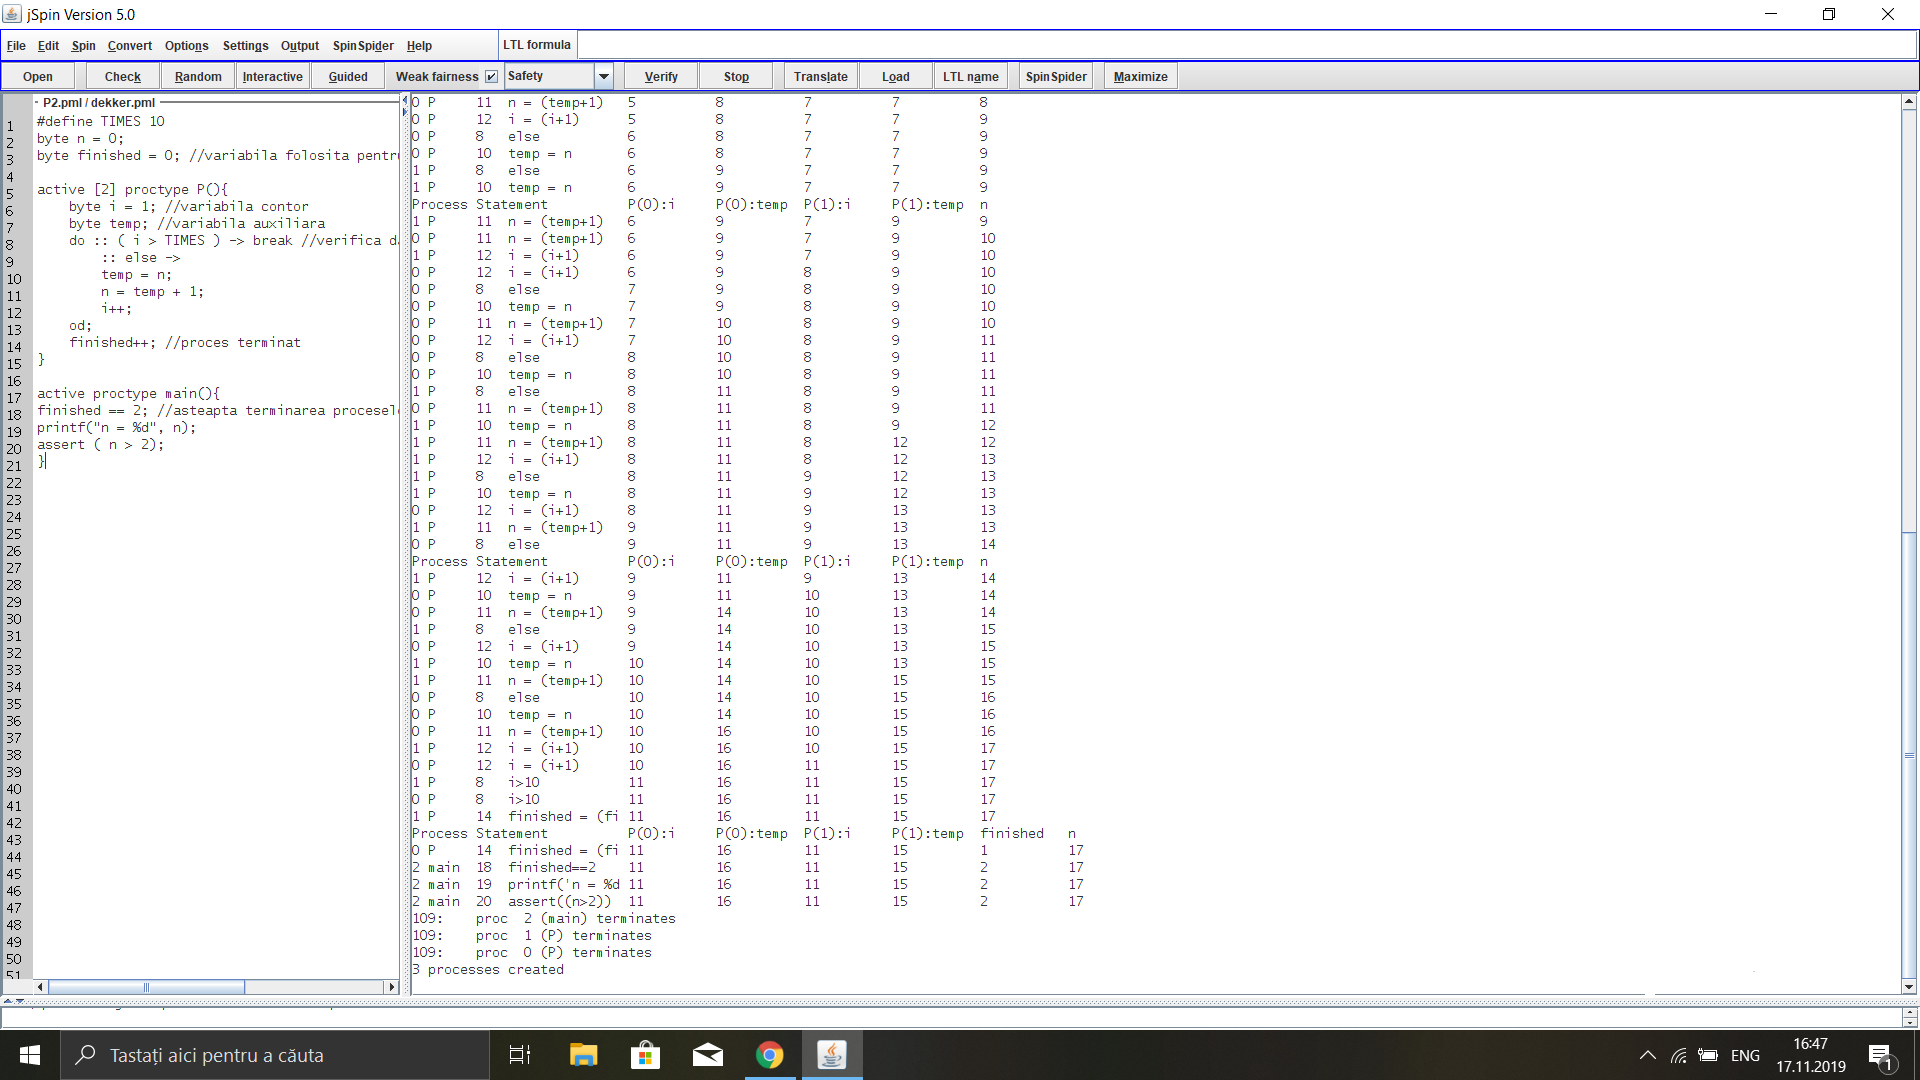 jSpin Version 5.0
File Edit Spin Convert Options Settings Output SpinSpider Help LTL formula
Open Check Random Interactive Guided Weak fairness Safety Verify Stop Translate Load LTL name SpinSpider Maximize
P2.pml / dekker.pml
1 #define TIMES 10
2 byte n = 0;
3 byte finished = 0; //variabila folosita pentru
4
5 active [2] proctype P(){
6 byte i = 1; //variabila contor
7 byte temp; //variabila auxiliara
8 do :: ( i > TIMES ) -> break //verifica da
9 :: else ->
10 temp = n;
11 n = temp + 1;
12 i++;
13 od;
14 finished++; //proces terminat
15 }
16
17 active proctype main(){
18 finished == 2; //asteapta terminarea procesel
19 printf("n = %d", n);
20 assert ( n > 2);
21 }
22
23
24
25
26
27
28
29
30
31
32
33
34
35
36
37
38
39
40
41
42
43
44
45
46
47
48
49
50
51
0 P 11 n = (temp+1) 5 8 7 7 8
0 P 12 i = (i+1) 5 8 7 7 9
0 P 8 else 6 8 7 7 9
0 P 10 temp = n 6 8 7 7 9
1 P 8 else 6 9 7 7 9
1 P 10 temp = n 6 9 7 7 9
Process Statement P(0):i P(0):temp P(1):i P(1):temp n
1 P 11 n = (temp+1) 6 9 7 9 9
0 P 11 n = (temp+1) 6 9 7 9 10
1 P 12 i = (i+1) 6 9 7 9 10
0 P 12 i = (i+1) 6 9 8 9 10
0 P 8 else 7 9 8 9 10
0 P 10 temp = n 7 9 8 9 10
0 P 11 n = (temp+1) 7 10 8 9 10
0 P 12 i = (i+1) 7 10 8 9 11
0 P 8 else 8 10 8 9 11
0 P 10 temp = n 8 10 8 9 11
1 P 8 else 8 11 8 9 11
0 P 11 n = (temp+1) 8 11 8 9 11
1 P 10 temp = n 8 11 8 9 12
1 P 11 n = (temp+1) 8 11 8 12 12
1 P 12 i = (i+1) 8 11 8 12 13
1 P 8 else 8 11 9 12 13
1 P 10 temp = n 8 11 9 12 13
0 P 12 i = (i+1) 8 11 9 13 13
1 P 11 n = (temp+1) 9 11 9 13 13
0 P 8 else 9 11 9 13 14
Process Statement P(0):i P(0):temp P(1):i P(1):temp n
1 P 12 i = (i+1) 9 11 9 13 14
0 P 10 temp = n 9 11 10 13 14
0 P 11 n = (temp+1) 9 14 10 13 14
1 P 8 else 9 14 10 13 15
0 P 12 i = (i+1) 9 14 10 13 15
1 P 10 temp = n 10 14 10 13 15
1 P 11 n = (temp+1) 10 14 10 15 15
0 P 8 else 10 14 10 15 16
0 P 10 temp = n 10 14 10 15 16
0 P 11 n = (temp+1) 10 16 10 15 16
1 P 12 i = (i+1) 10 16 10 15 17
0 P 12 i = (i+1) 10 16 11 15 17
1 P 8 i>10 11 16 11 15 17
0 P 8 i>10 11 16 11 15 17
1 P 14 finished = (fi 11 16 11 15 17
Process Statement P(0):i P(0):temp P(1):i P(1):temp finished n
0 P 14 finished = (fi 11 16 11 15 1 17
2 main 18 finished==2 11 16 11 15 2 17
2 main 19 printf('n = %d 11 16 11 15 2 17
2 main 20 assert((n>2)) 11 16 11 15 2 17
109: proc 2 (main) terminates
109: proc 1 (P) terminates
109: proc 0 (P) terminates
3 processes created
Tastați aici pentru a căuta
ENG
16:47
17.11.2019
1